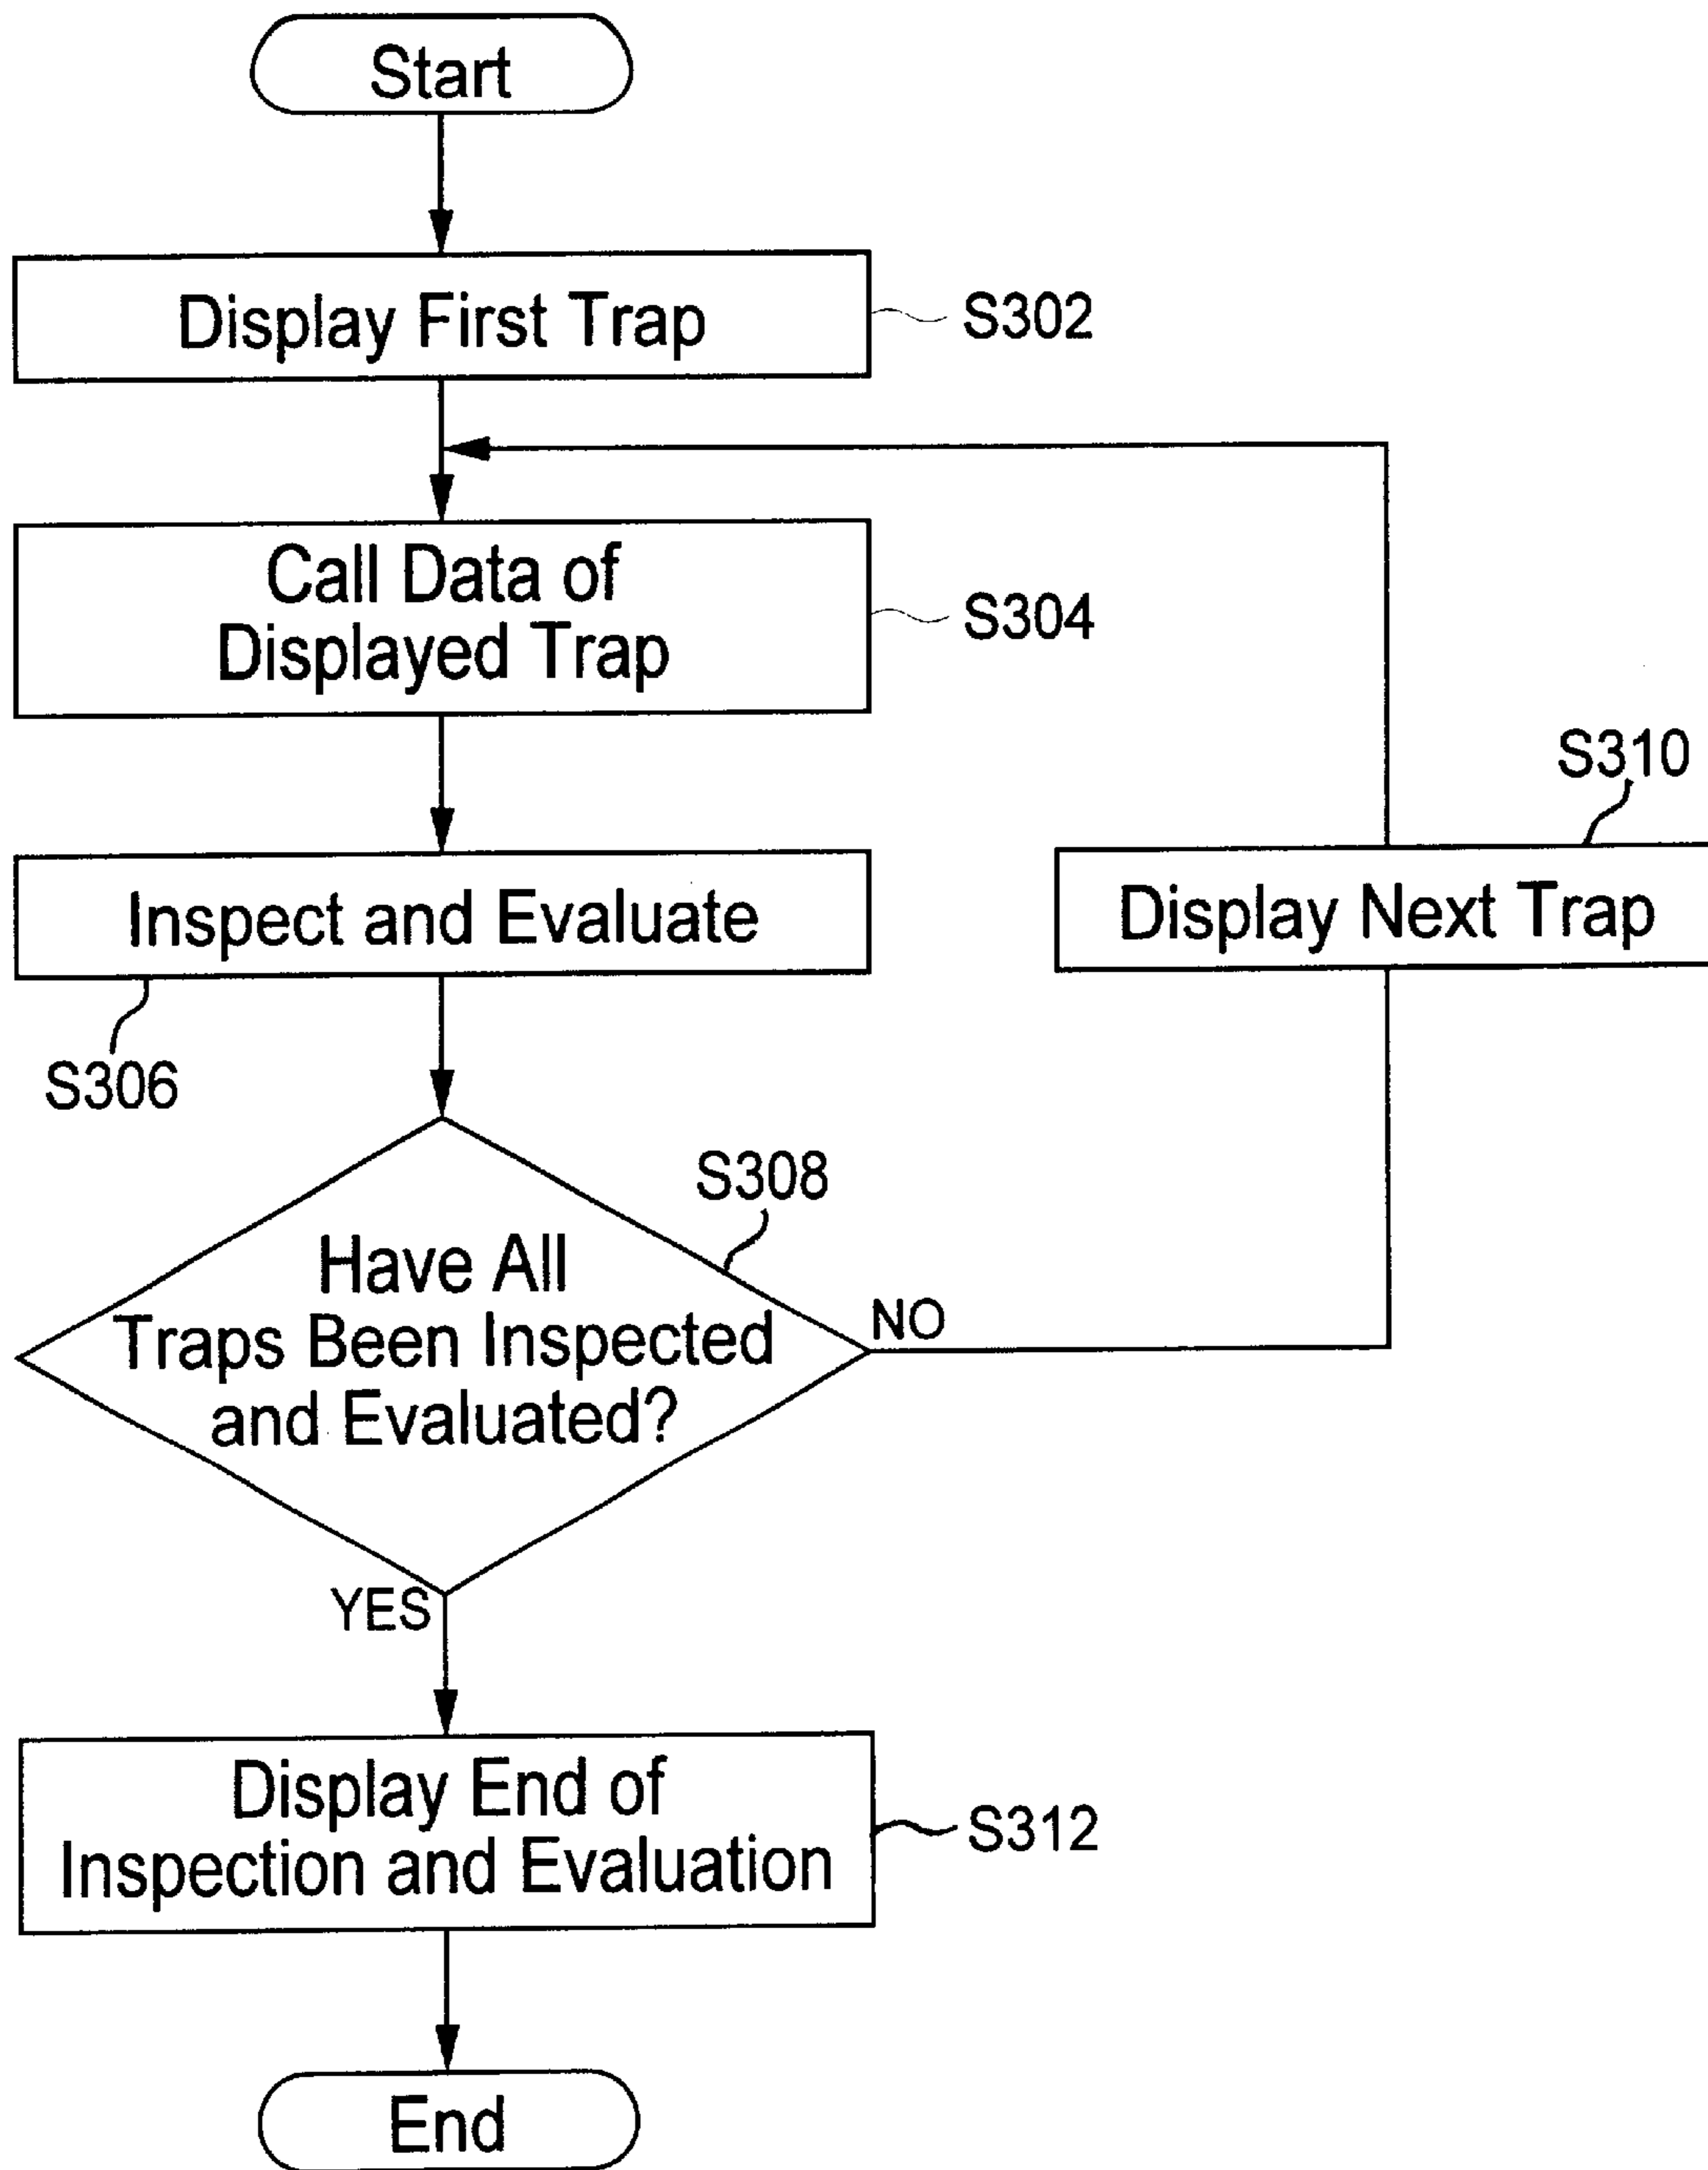 Start
Display First Trap
S302
Call Data of
Displayed Trap
S304
S310
Inspect and Evaluate
Display Next Trap
S306
S308
Have All
Traps Been Inspected
and Evaluated?
NO
YES
Display End of
Inspection and Evaluation
S312
End